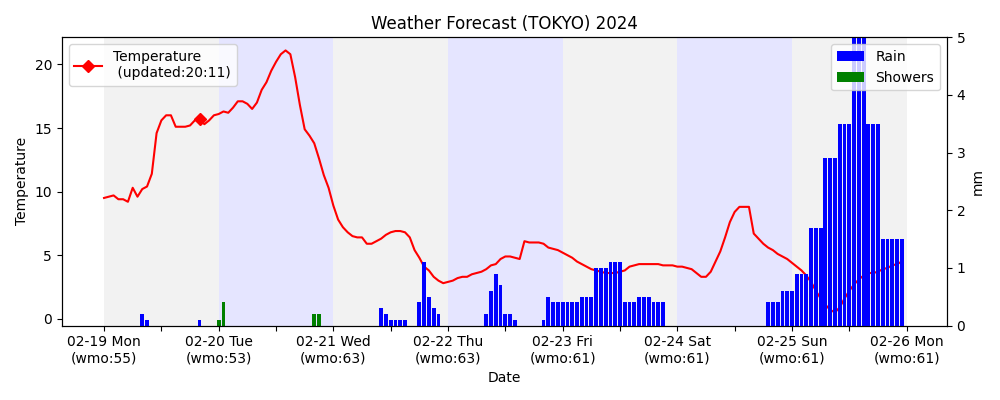 Weather Forecast (TOKYO) 2024
Temperature
(updated:20:11)
Rain
Showers
20
15
10
5
0
Temperature
5
4
3
2
1
0
mm
02-19 Mon 02-20 Tue 02-21 Wed 02-22 Thu 02-23 Fri 02-24 Sat 02-25 Sun 02-26 Mon
(wmo:55) (wmo:53) (wmo:63) (wmo:63) (wmo:61) (wmo:61) (wmo:61) (wmo:61)
Date